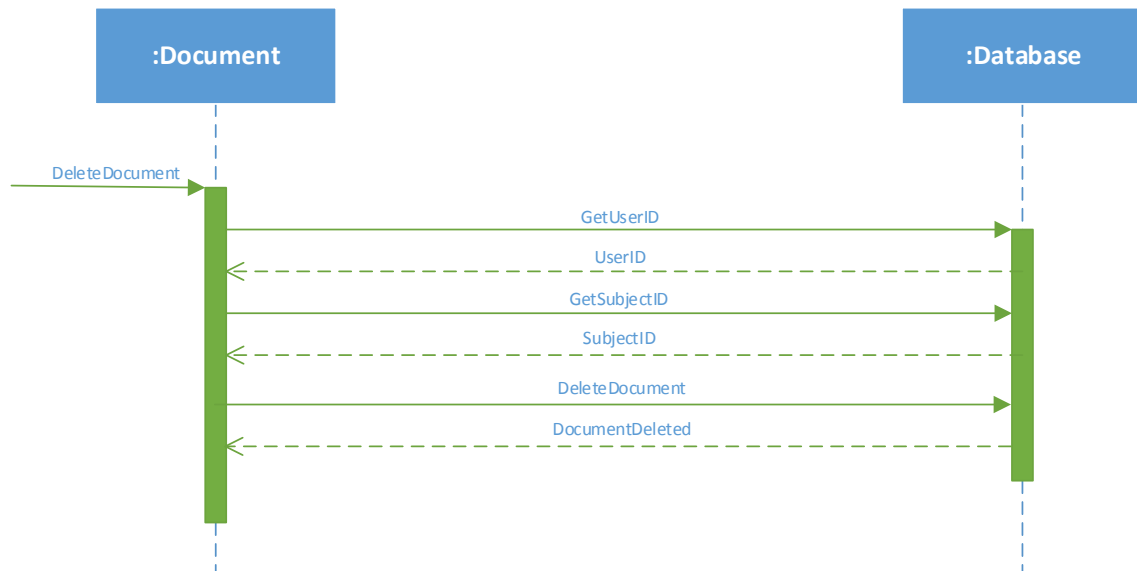 :Document
:Database
DeleteDocument
GetUserID
UserID
GetSubjectID
SubjectID
DeleteDocument
DocumentDeleted